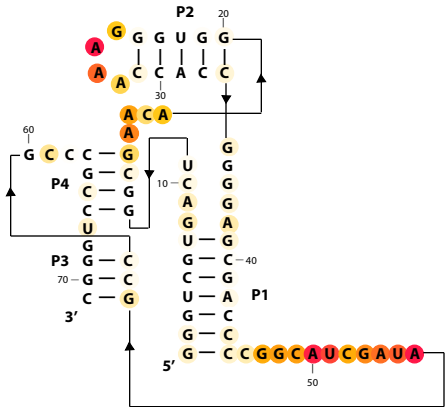 P2 20
G G G U G G
A
A A C C A C C
30
A C A
A
60
G C C C G G
U
G C G
P4 10 C
C G A G
C G G
U G A
G U G
P3 G C G C 40
70 G C C G
U A P1
C G
3' G C
G C
5' G C C G G C A U C G A U A
50